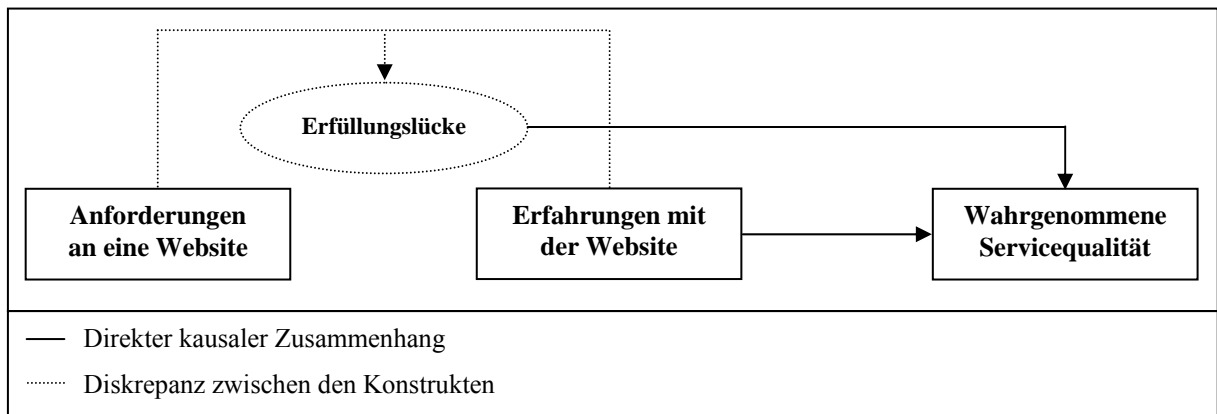 Erfüllungslücke
Anforderungen
an eine Website
Erfahrungen mit
der Website
Wahrgenommene
Servicequalität
Direkter kausaler Zusammenhang
Diskrepanz zwischen den Konstrukten